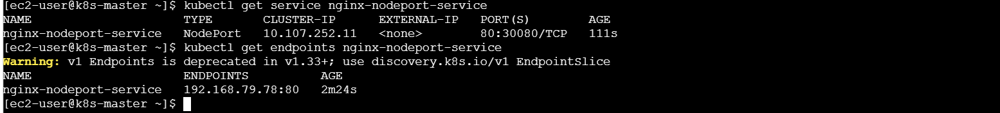 [ec2-user@k8s-master ~]$ kubectl get service nginx-nodeport-service
NAME TYPE CLUSTER-IP EXTERNAL-IP PORT(S) AGE
nginx-nodeport-service NodePort 10.107.252.11 <none> 80:30080/TCP 111s
[ec2-user@k8s-master ~]$ kubectl get endpoints nginx-nodeport-service
Warning: v1 Endpoints is deprecated in v1.33+; use discovery.k8s.io/v1 EndpointSlice
NAME ENDPOINTS AGE
nginx-nodeport-service 192.168.79.78:80 2m24s
[ec2-user@k8s-master ~]$